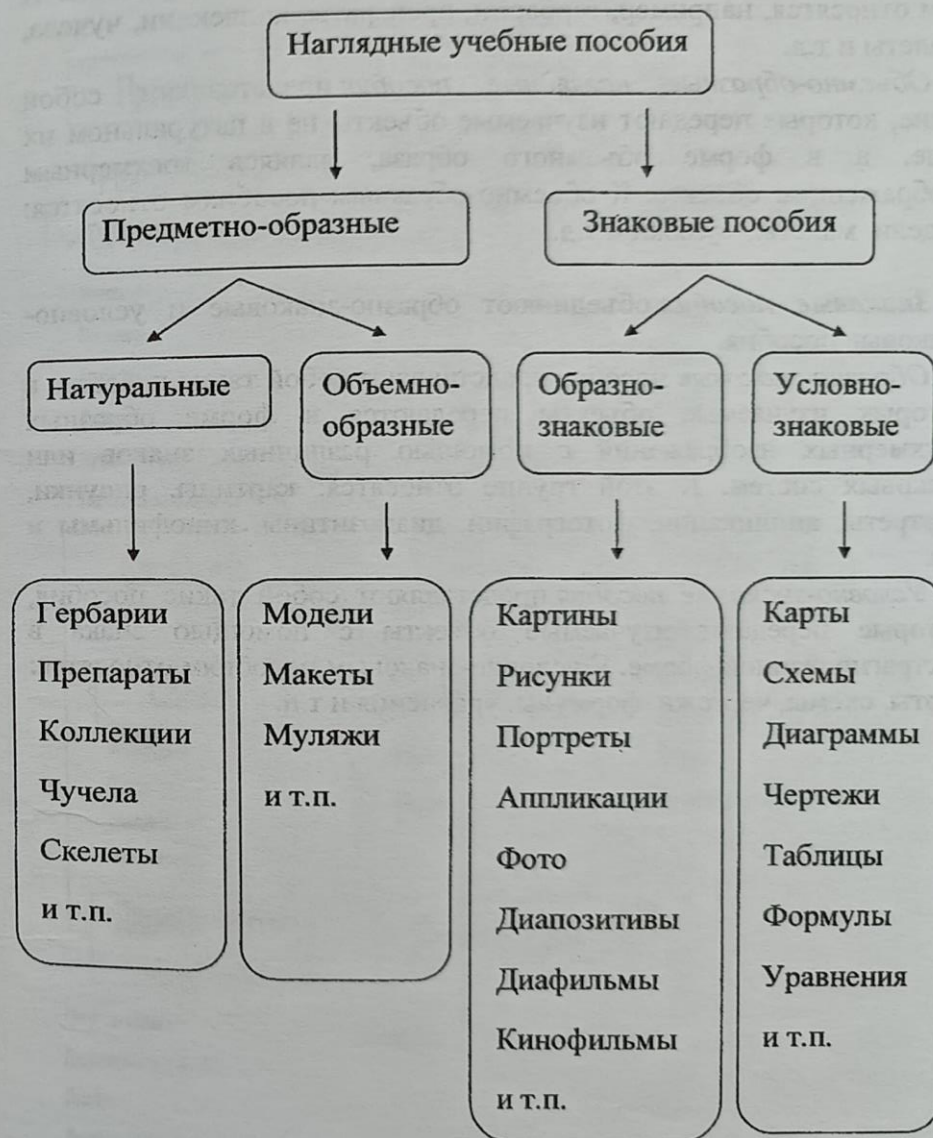 Наглядные учебные пособия
Предметно-образные
Знаковые пособия
Натуральные
Объемно-
образные
Образно-
знаковые
Условно-
знаковые
Гербарии
Препараты
Коллекции
Чучела
Скелеты
и т.п.
Модели
Макеты
Муляжи
и т.п.
Картины
Рисунки
Портреты
Аппликации
Фото
Диапозитивы
Диафильмы
Кинофильмы
и т.п.
Карты
Схемы
Диаграммы
Чертежи
Таблицы
Формулы
Уравнения
и т.п.